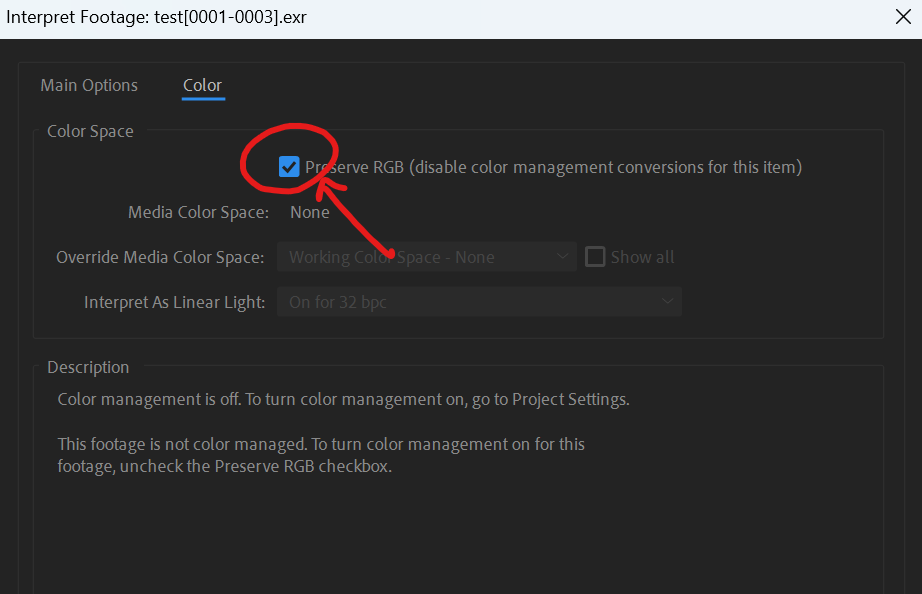 Interpret Footage: test[0001-0003].exr
Main Options Color
Color Space
Preserve RGB (disable color management conversions for this item)
Media Color Space: None
Override Media Color Space: Working Color Space - None Show all
Interpret As Linear Light: On for 32 bpc
Description
Color management is off. To turn color management on, go to Project Settings.
This footage is not color managed. To turn color management on for this
footage, uncheck the Preserve RGB checkbox.